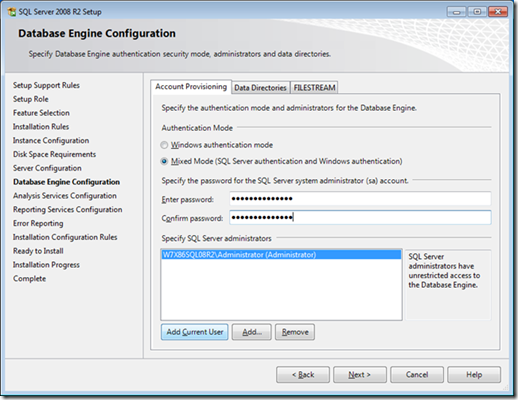 SQL Server 2008 R2 Setup
Database Engine Configuration
Specify Database Engine authentication security mode, administrators and data directories.
Setup Support Rules
Setup Role
Feature Selection
Installation Rules
Instance Configuration
Disk Space Requirements
Server Configuration
Database Engine Configuration
Analysis Services Configuration
Reporting Services Configuration
Error Reporting
Installation Configuration Rules
Ready to Install
Installation Progress
Complete
Account Provisioning
Data Directories
FILESTREAM
Specify the authentication mode and administrators for the Database Engine.
Authentication Mode
Windows authentication mode
Mixed Mode (SQL Server authentication and Windows authentication)
Specify the password for the SQL Server system administrator (sa) account.
Enter password: ●●●●●●●●●●●●●●
Confirm password: ●●●●●●●●●●●●●●
Specify SQL Server administrators
W7X86SQL08R2\Administrator (Administrator)
SQL Server
administrators have
unrestricted access to
the Database Engine.
Add Current User
Add...
Remove
< Back
Next >
Cancel
Help